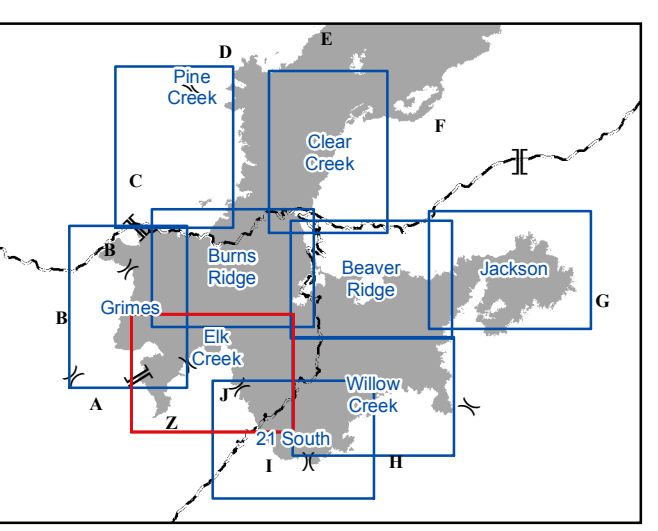 E
D
Pine
Creek
F
Clear
Creek
C
B
Burns
Ridge
Beaver
Ridge
Jackson
G
Grimes
B
Elk
Creek
J
Willow
Creek
A
Z
21 South
I
H